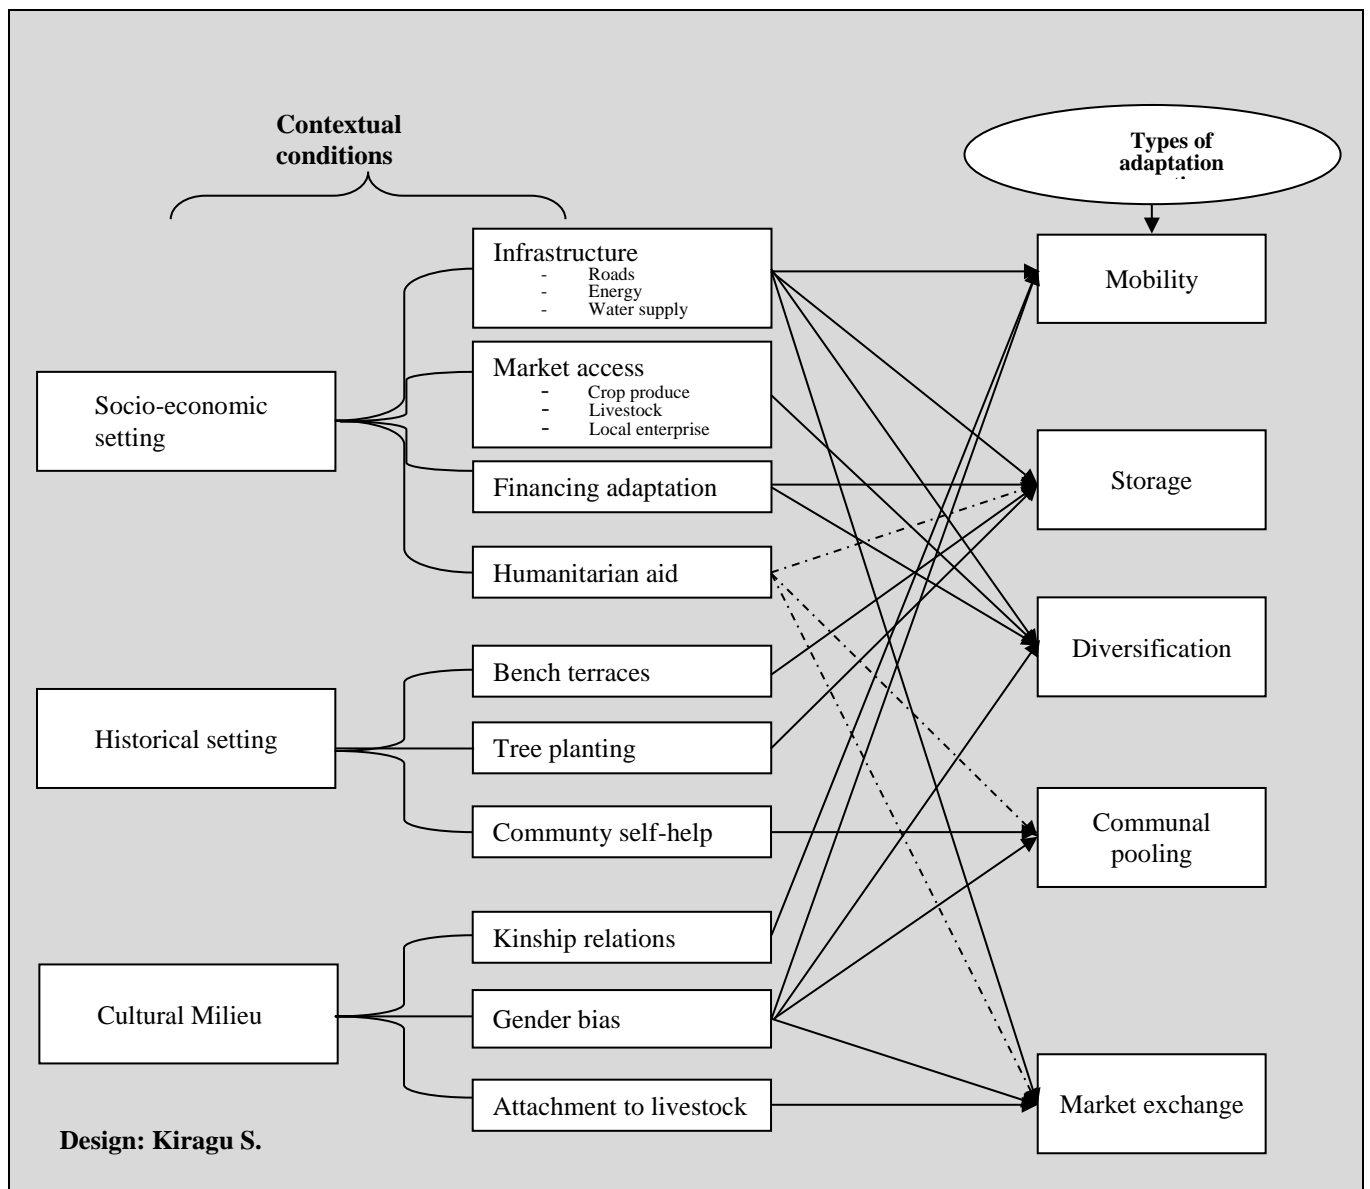 Contextual
conditions
Types of
adaptation
Infrastructure
- Roads
- Energy
- Water supply
Mobility
Market access
- Crop produce
- Livestock
- Local enterprise
Socio-economic
setting
Storage
Financing adaptation
Humanitarian aid
Diversification
Bench terraces
Historical setting
Tree planting
Communty self-help
Communal
pooling
Kinship relations
Cultural Milieu
Gender bias
Attachment to livestock
Market exchange
Design: Kiragu S.